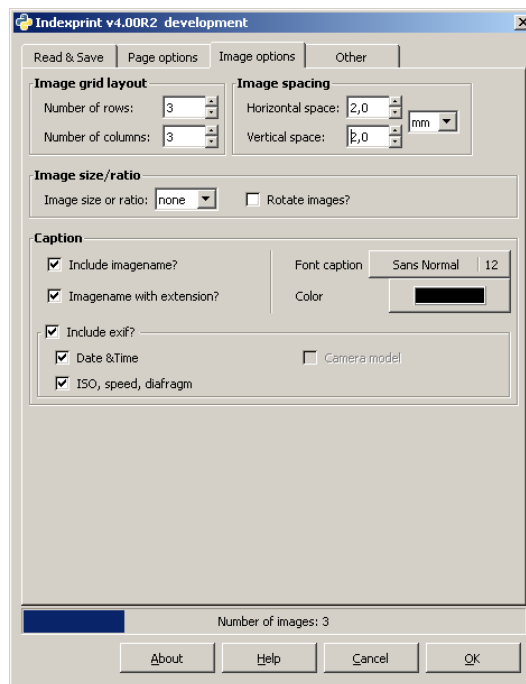 Indexprint v4.00R2 development
Read & Save Page options Image options Other
Image grid layout Image spacing
Number of rows: 3 Horizontal space: 2,0
mm
Number of columns: 3 Vertical space: 2,0
Image size/ratio
Image size or ratio: none Rotate images?
Caption
Include imagename? Font caption Sans Normal 12
Imagename with extension? Color
Include exif?
Date &Time Camera model
ISO, speed, diafragm
Number of images: 3
About Help Cancel OK